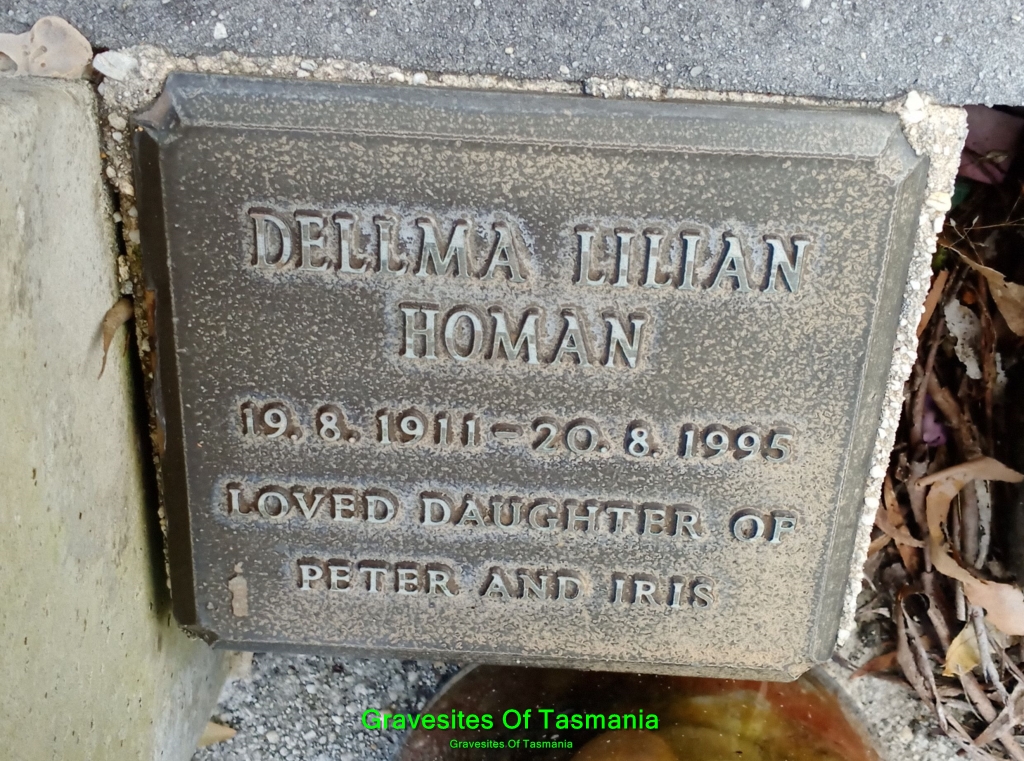 DELLMA LILIAN
HOMAN
19.8.1911-20.8.1995
LOVED DAUGHTER OF
PETER AND IRIS
Gravesites Of Tasmania
Gravesites Of Tasmania